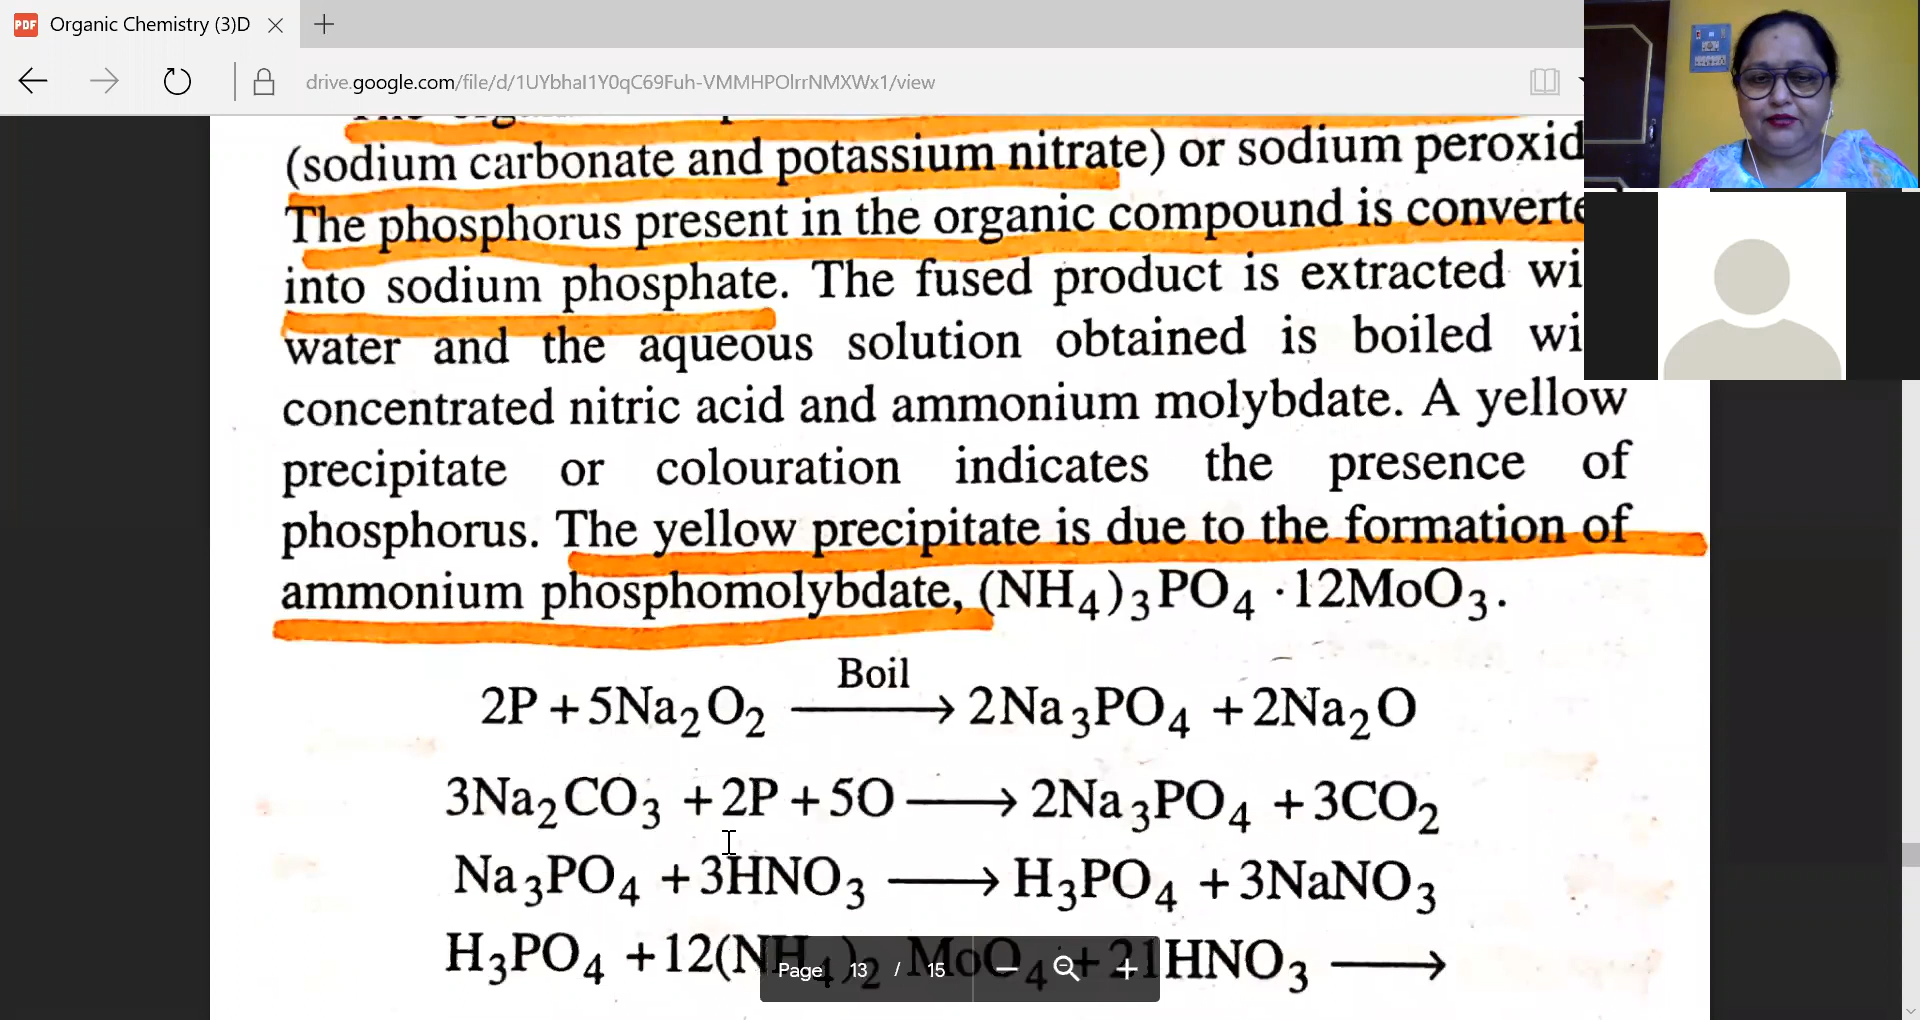 Organic Chemistry (3)D
drive.google.com/file/d/1UYbhaI1Y0qC69Fuh-VMMHPOlrrNMXWx1/view
(sodium carbonate and potassium nitrate) or sodium peroxid
The phosphorus present in the organic compound is converte
into sodium phosphate. The fused product is extracted wi
water and the aqueous solution obtained is boiled wi
concentrated nitric acid and ammonium molybdate. A yellow
precipitate or colouration indicates the presence of
phosphorus. The yellow precipitate is due to the formation of
ammonium phosphomolybdate, (NH₄)₃PO₄ ·12MoO₃.
Boil
2P + 5Na₂O₂ ⟶ 2Na₃PO₄ + 2Na₂O
3Na₂CO₃ + 2P + 5O ⟶ 2Na₃PO₄ + 3CO₂
Na₃PO₄ + 3HNO₃ ⟶ H₃PO₄ + 3NaNO₃
H₃PO₄ + 12(NH₄)₂ MoO₄ + 21HNO₃ ⟶
Page 13 / 15